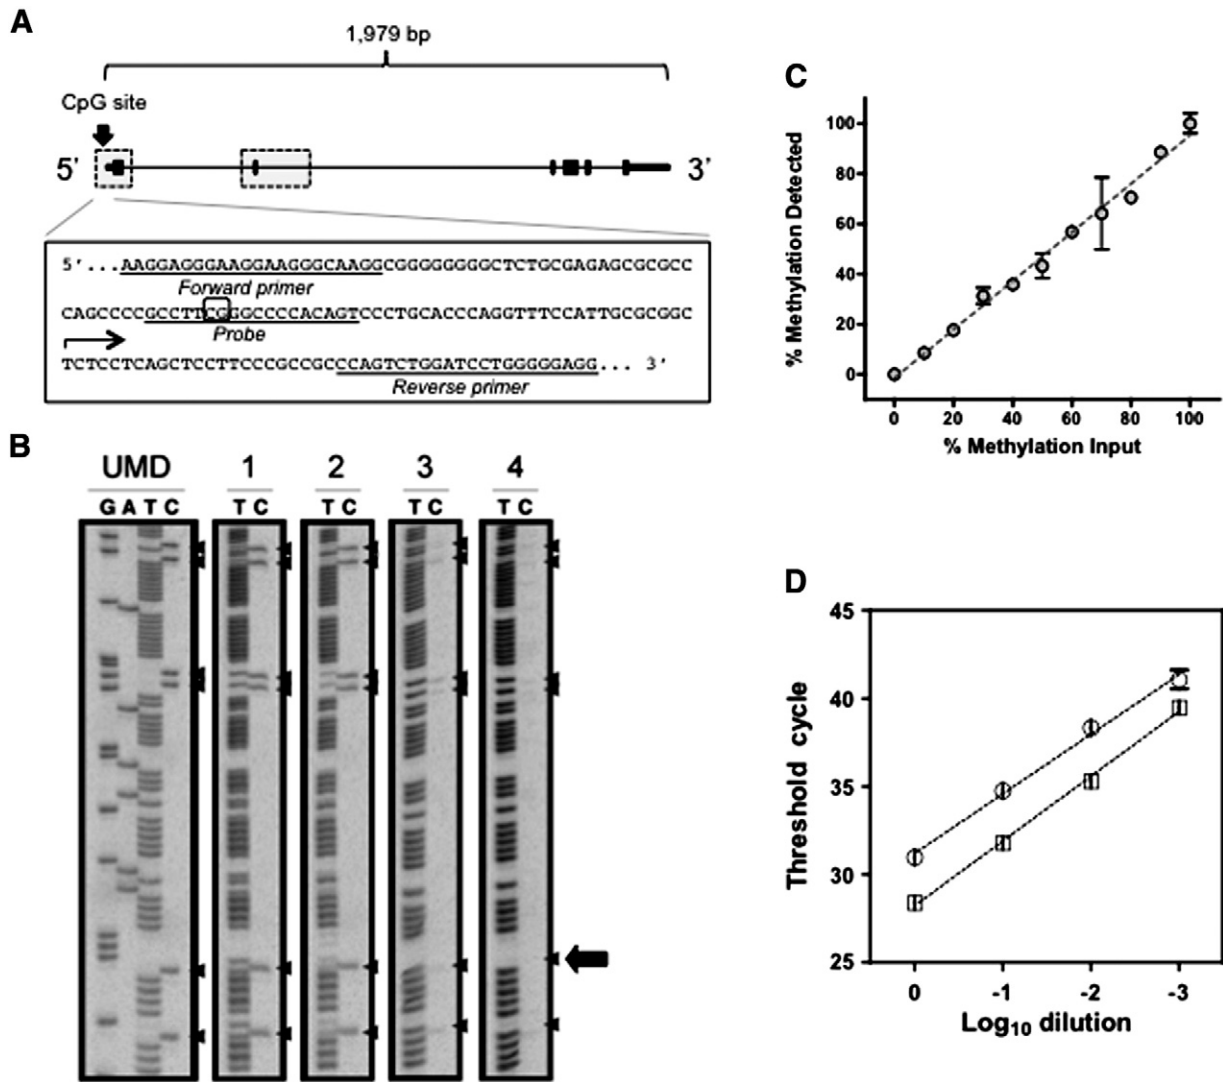 A
1,979 bp
CpG site
5’
3’
5’...AAGGAGGGAAGGAAGGGCAAGGCGGGGGGGGCTCTGCGAGAGCGCGCC
Forward primer
CAGCCCCGCCTTCGGGCCCCACAGTCCCTGCACCCAGGTTTCCATTGCGCGGC
Probe
TCTCCTCAGCTCCTTCCCGCCGCCCAGTCTGGATCCTGGGGGAGG... 3’
Reverse primer
B
UMD
1
2
3
4
G A T C
T C
T C
T C
T C
C
% Methylation Detected
100
80
60
40
20
0
0
20
40
60
80
100
% Methylation Input
D
Threshold cycle
45
40
35
30
25
0
-1
-2
-3
Log10 dilution